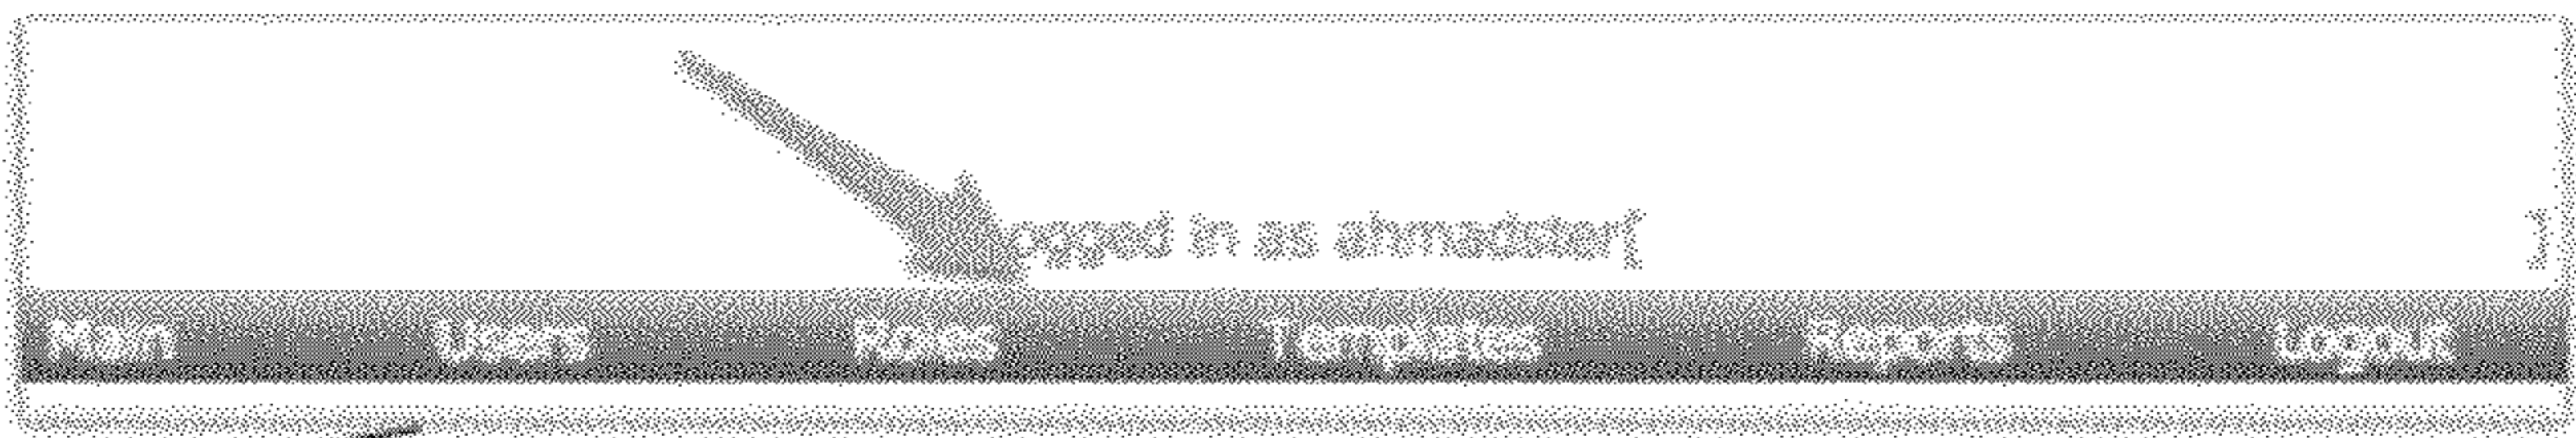 ogged in as [ ]
Main Users Roles Templates Reports Logout